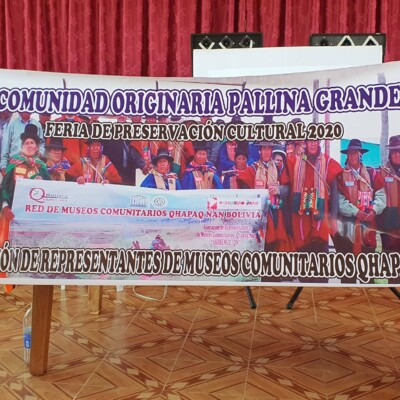 COMUNIDAD ORIGINARIA PALLINA GRANDE
FERIA DE PRESERVACIÓN CULTURAL 2020
RED DE MUSEOS COMUNITARIOS QHAPAQ ÑAN BOLIVIA
IÓN DE REPRESENTANTES DE MUSEOS COMUNITARIOS QHAPA